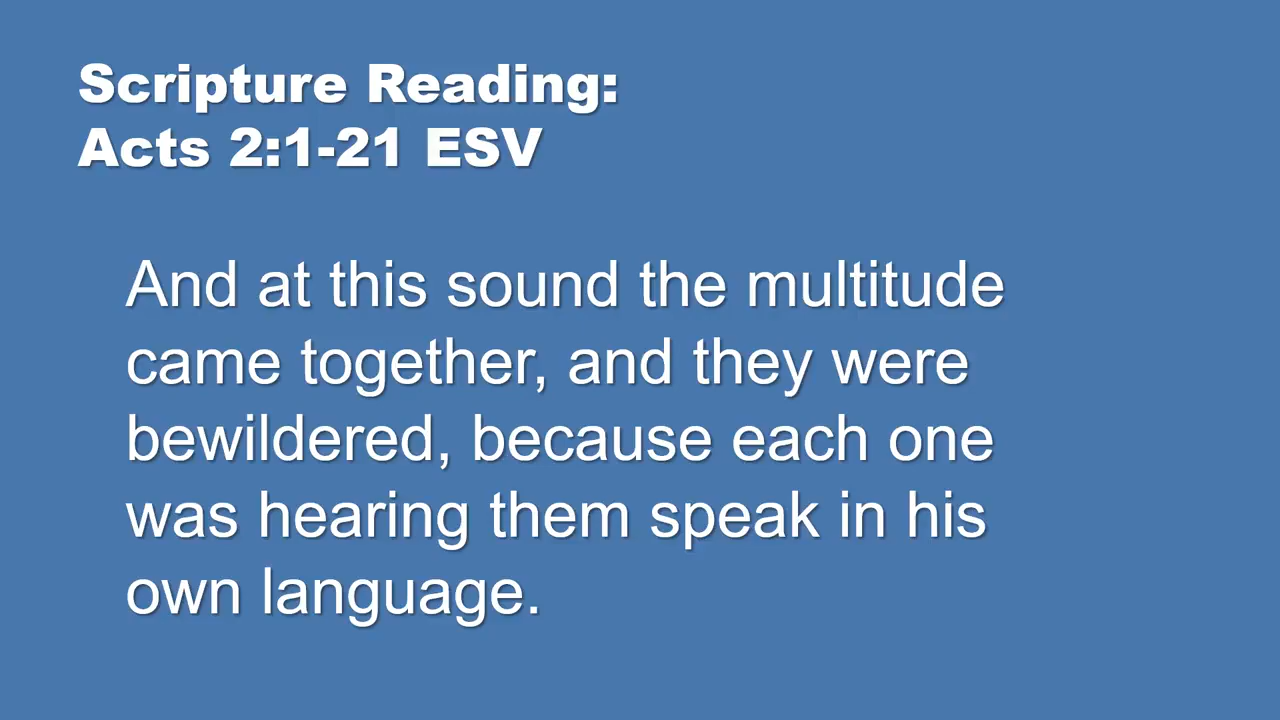 Scripture Reading:
Acts 2:1-21 ESV
And at this sound the multitude
came together, and they were
bewildered, because each one
was hearing them speak in his
own language.